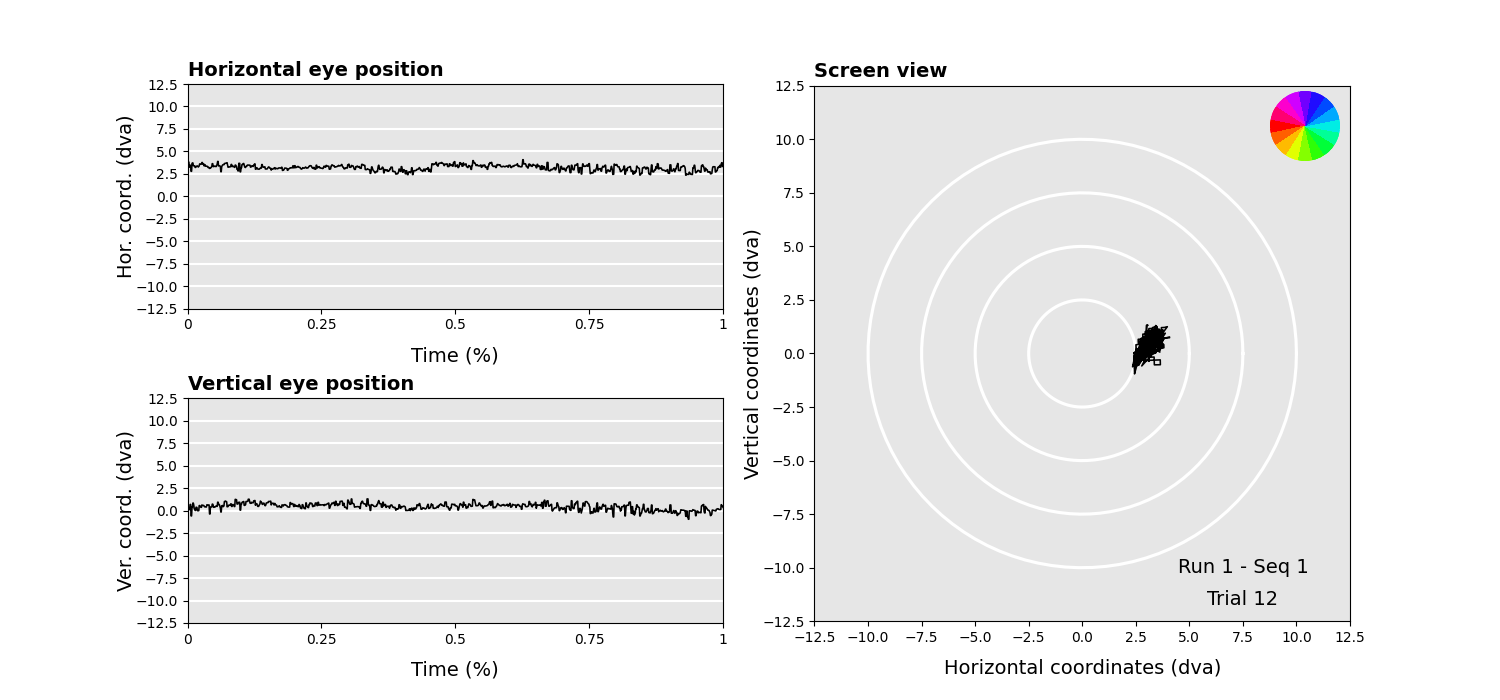 Horizontal eye position
12.5
10.0
7.5
5.0
2.5
0.0
−2.5
−5.0
−7.5
−10.0
−12.5
Hor. coord. (dva)
0 0.25 0.5 0.75 1
Time (%)
Vertical eye position
12.5
10.0
7.5
5.0
2.5
0.0
−2.5
−5.0
−7.5
−10.0
−12.5
Ver. coord. (dva)
0 0.25 0.5 0.75 1
Time (%)
Screen view
12.5
10.0
7.5
5.0
2.5
0.0
−2.5
−5.0
−7.5
−10.0
−12.5
Vertical coordinates (dva)
Run 1 - Seq 1
Trial 12
−12.5 −10.0 −7.5 −5.0 −2.5 0.0 2.5 5.0 7.5 10.0 12.5
Horizontal coordinates (dva)